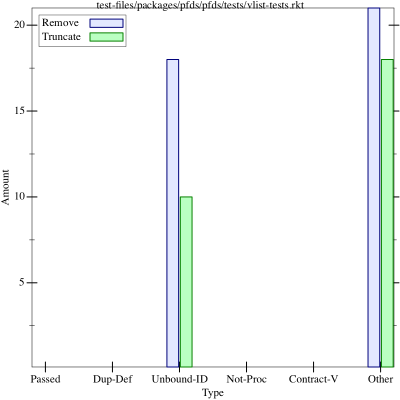 test-files/packages/pfds/pfds/tests/vlist-tests.rkt
Remove
Truncate
20
15
10
5
Amount
Passed Dup-Def Unbound-ID Not-Proc Contract-V Other
Type